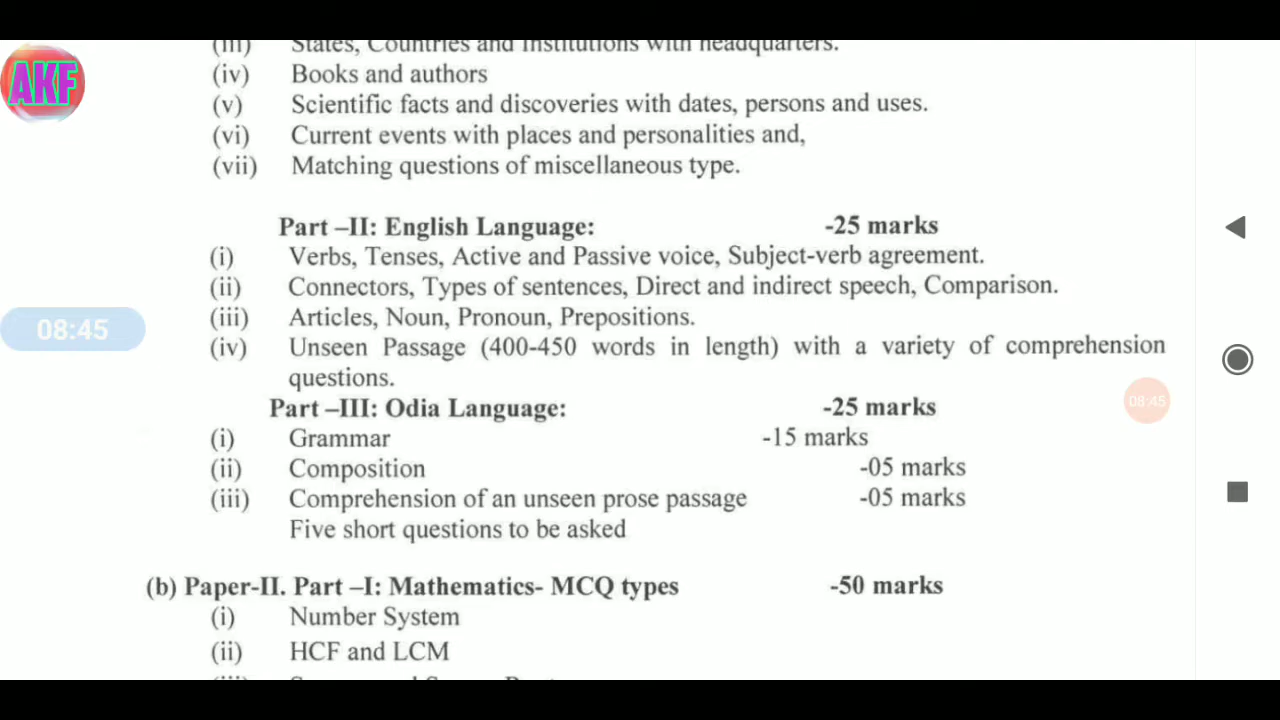 AKF
(iii) States, Countries and Institutions with headquarters.
(iv) Books and authors
(v) Scientific facts and discoveries with dates, persons and uses.
(vi) Current events with places and personalities and,
(vii) Matching questions of miscellaneous type.
Part –II: English Language: -25 marks
(i) Verbs, Tenses, Active and Passive voice, Subject-verb agreement.
(ii) Connectors, Types of sentences, Direct and indirect speech, Comparison.
(iii) Articles, Noun, Pronoun, Prepositions.
08:45
(iv) Unseen Passage (400-450 words in length) with a variety of comprehension
questions.
Part –III: Odia Language: -25 marks
08:45
(i) Grammar -15 marks
(ii) Composition -05 marks
(iii) Comprehension of an unseen prose passage -05 marks
Five short questions to be asked
(b) Paper-II. Part –I: Mathematics- MCQ types -50 marks
(i) Number System
(ii) HCF and LCM